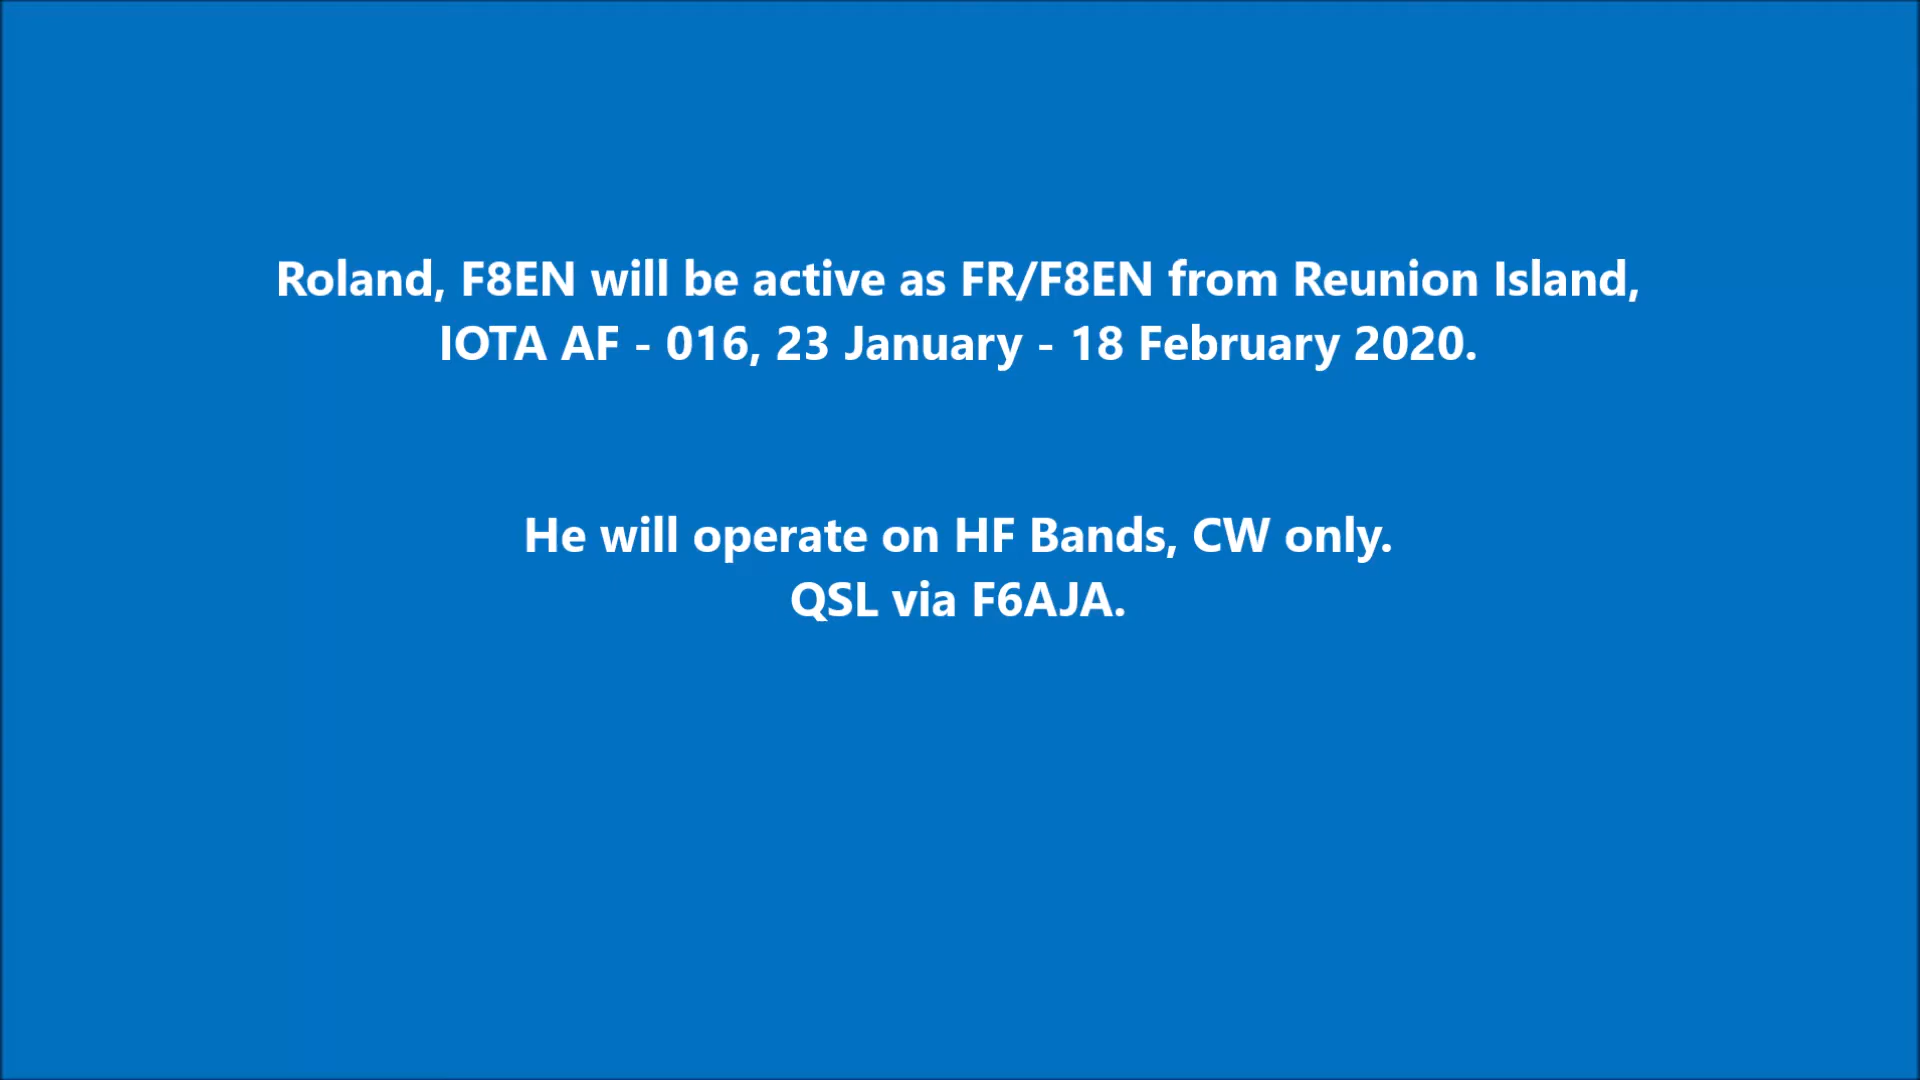 Roland, F8EN will be active as FR/F8EN from Reunion Island,
IOTA AF - 016, 23 January - 18 February 2020.
He will operate on HF Bands, CW only.
QSL via F6AJA.